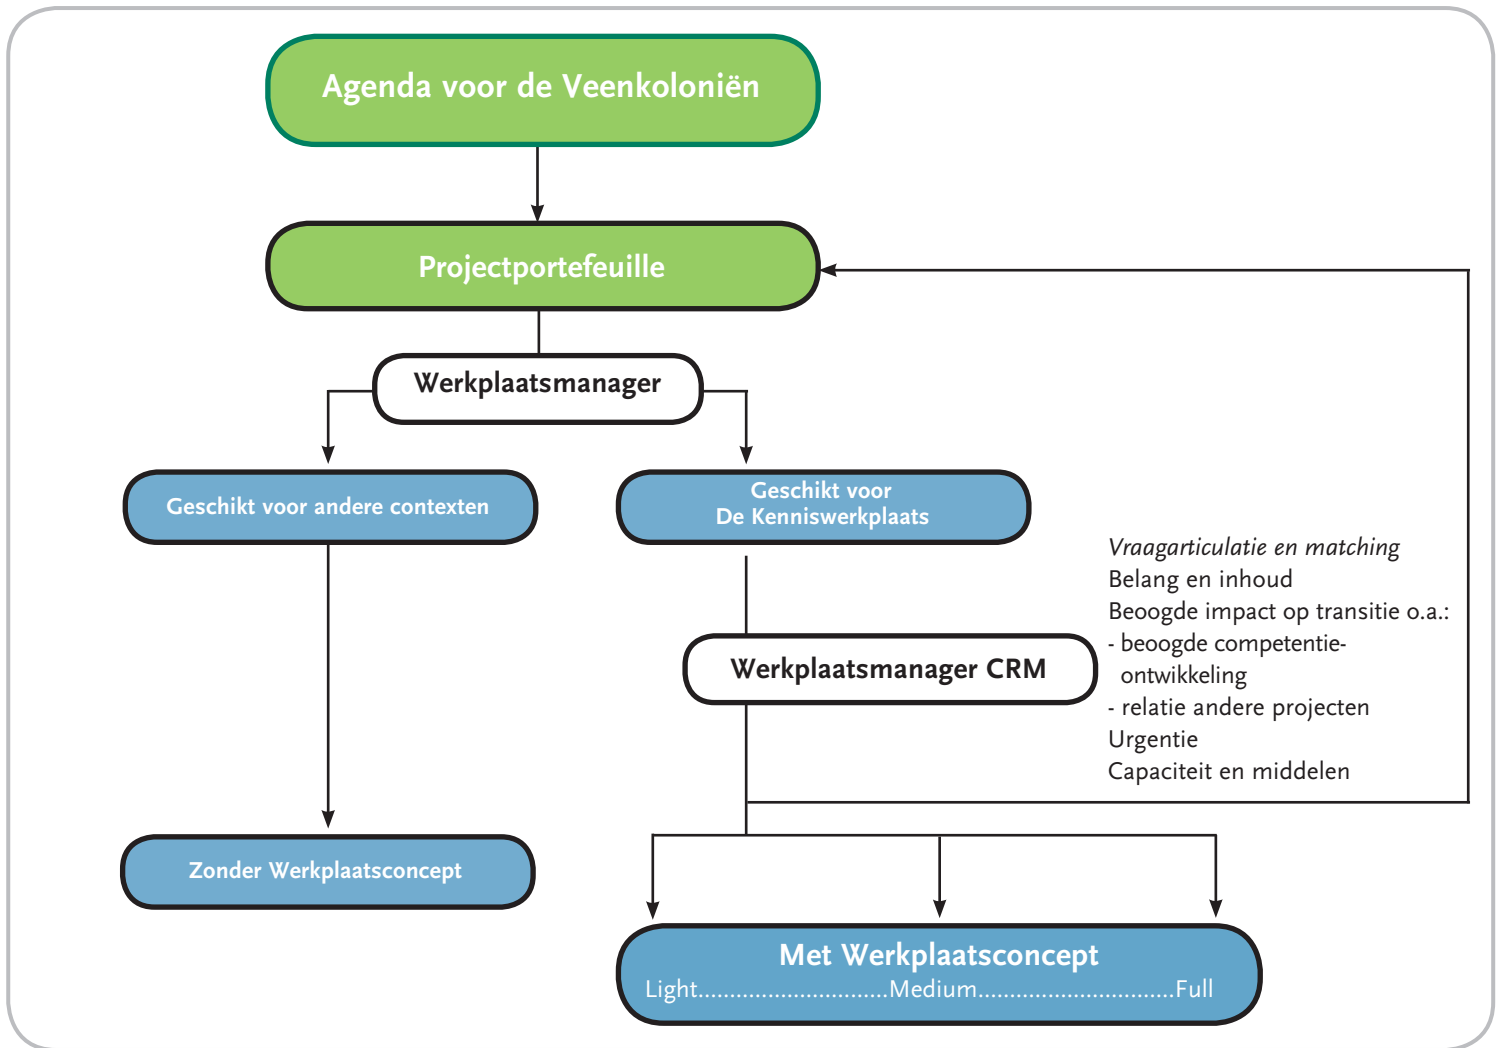 Agenda voor de Veenkoloniën
Projectportefeuille
Werkplaatsmanager
Geschikt voor andere contexten
Geschikt voor
De Kenniswerkplaats
Vraagarticulatie en matching
Belang en inhoud
Beoogde impact op transitie o.a.:
- beoogde competentie-
ontwikkeling
- relatie andere projecten
Urgentie
Capaciteit en middelen
Werkplaatsmanager CRM
Zonder Werkplaatsconcept
Met Werkplaatsconcept
Light..............................Medium...............................Full